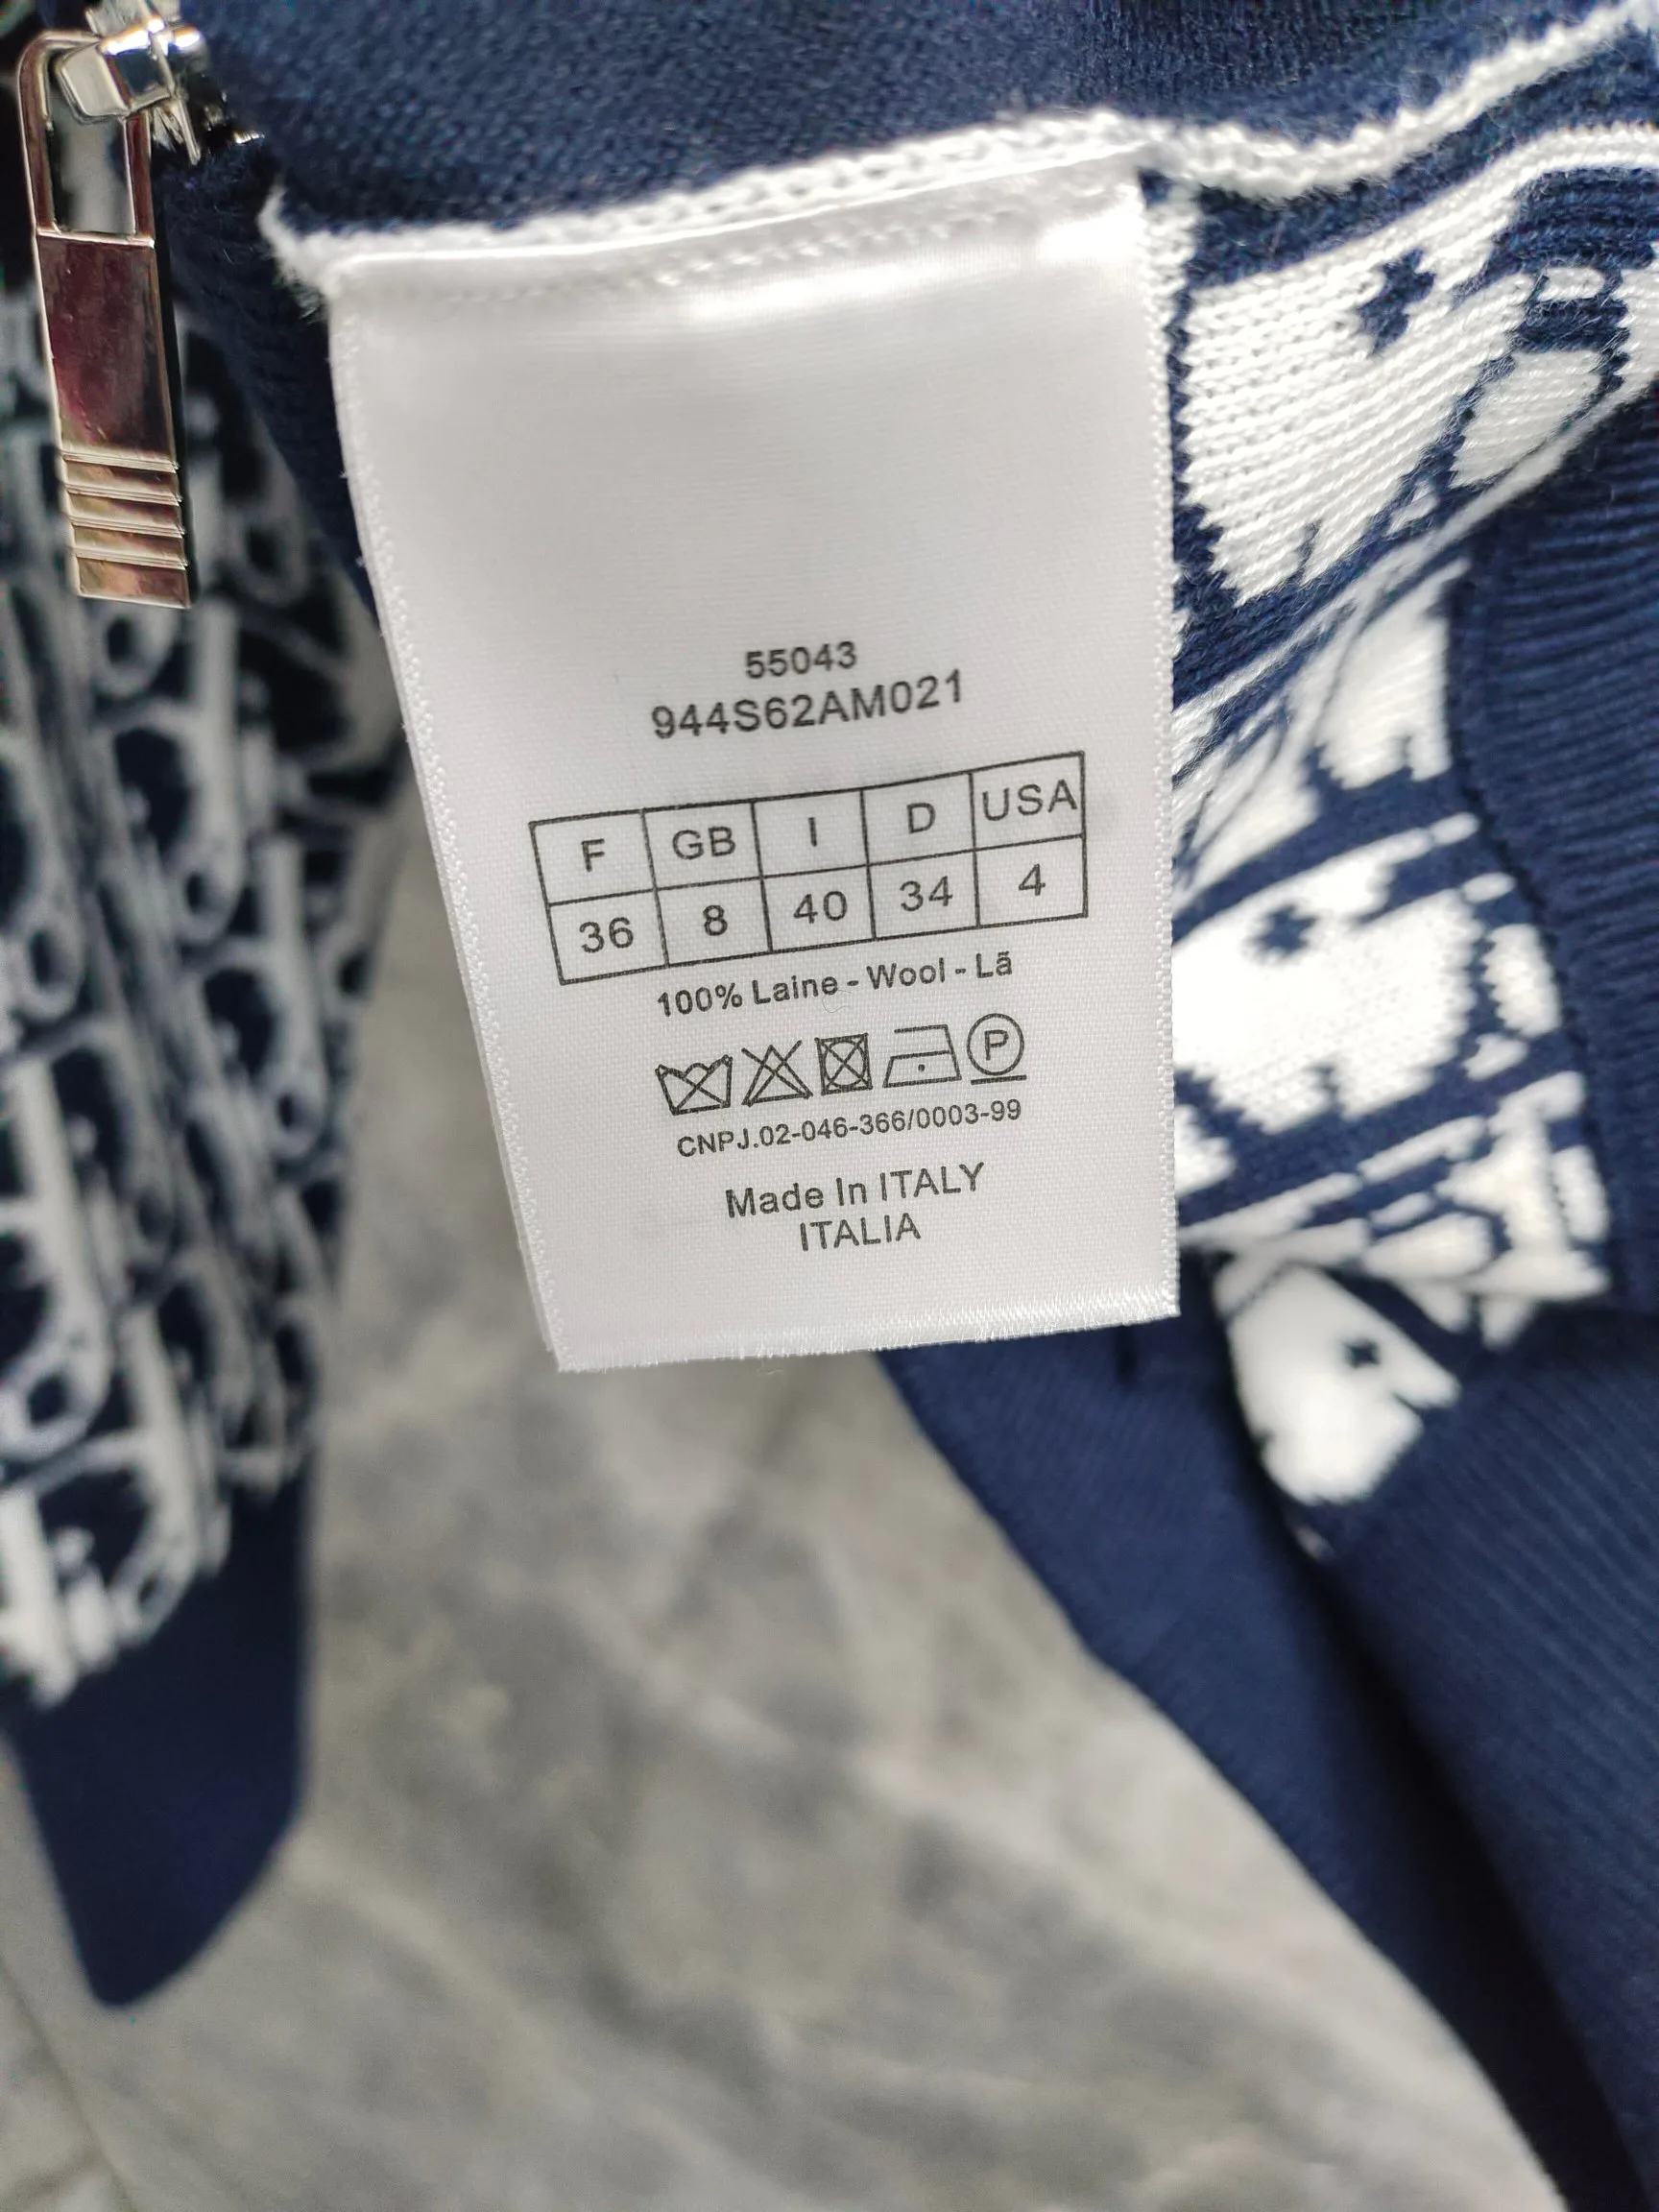 55043
944S62AM021
F GB I D USA
36 8 40 34 4
100% Laine - Wool - Lã
P
CNPJ.02-046-366/0003-99
Made In ITALY
ITALIA